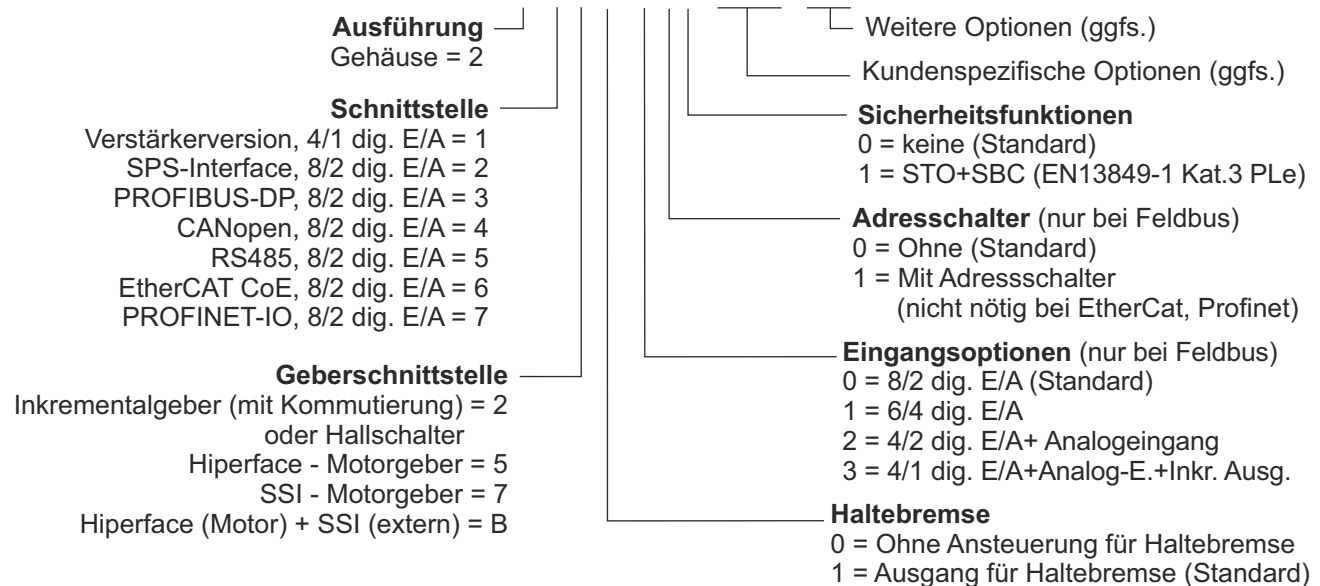 Ausführung
Gehäuse = 2
Schnittstelle
Verstärkerversion, 4/1 dig. E/A = 1
SPS-Interface, 8/2 dig. E/A = 2
PROFIBUS-DP, 8/2 dig. E/A = 3
CANopen, 8/2 dig. E/A = 4
RS485, 8/2 dig. E/A = 5
EtherCAT CoE, 8/2 dig. E/A = 6
PROFINET-IO, 8/2 dig. E/A = 7
Geberschnittstelle
Inkrementalgeber (mit Kommutierung) = 2
oder Hallschalter
Hiperface - Motorgeber = 5
SSI - Motorgeber = 7
Hiperface (Motor) + SSI (extern) = B
Weitere Optionen (ggfs.)
Kundenspezifische Optionen (ggfs.)
Sicherheitsfunktionen
0 = keine (Standard)
1 = STO+SBC (EN13849-1 Kat.3 PLe)
Adresschalter (nur bei Feldbus)
0 = Ohne (Standard)
1 = Mit Adressschalter
(nicht nötig bei EtherCat, Profinet)
Eingangsoptionen (nur bei Feldbus)
0 = 8/2 dig. E/A (Standard)
1 = 6/4 dig. E/A
2 = 4/2 dig. E/A+ Analogeingang
3 = 4/1 dig. E/A+Analog-E.+Inkr. Ausg.
Haltebremse
0 = Ohne Ansteuerung für Haltebremse
1 = Ausgang für Haltebremse (Standard)